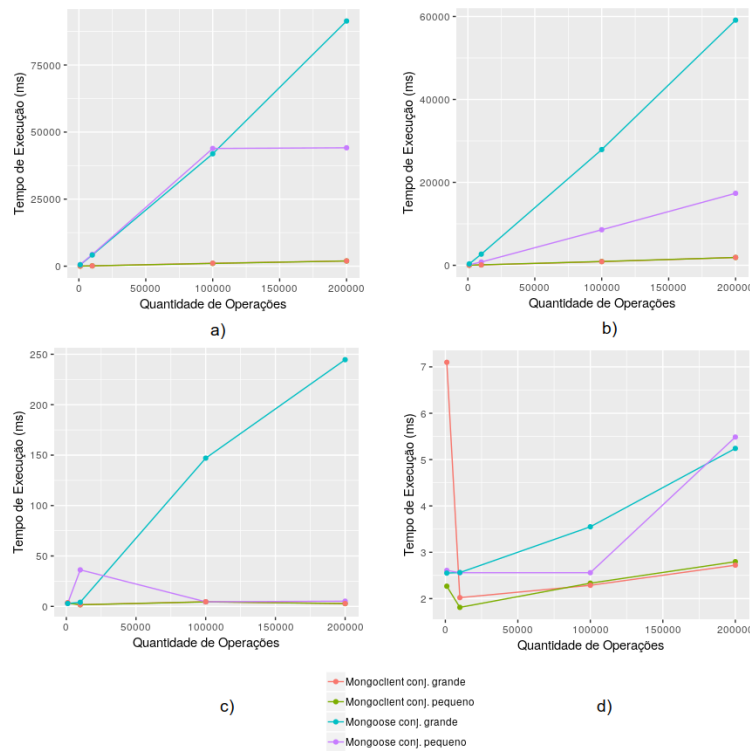 75000
50000
25000
0
Tempo de Execução (ms)
0
50000
100000
150000
200000
Quantidade de Operações
a)
60000
40000
20000
0
Tempo de Execução (ms)
0
50000
100000
150000
200000
Quantidade de Operações
b)
250
200
150
100
50
0
Tempo de Execução (ms)
0
50000
100000
150000
200000
Quantidade de Operações
c)
7
6
5
4
3
2
Tempo de Execução (ms)
0
50000
100000
150000
200000
Quantidade de Operações
d)
Mongoclient conj. grande
Mongoclient conj. pequeno
Mongoose conj. grande
Mongoose conj. pequeno